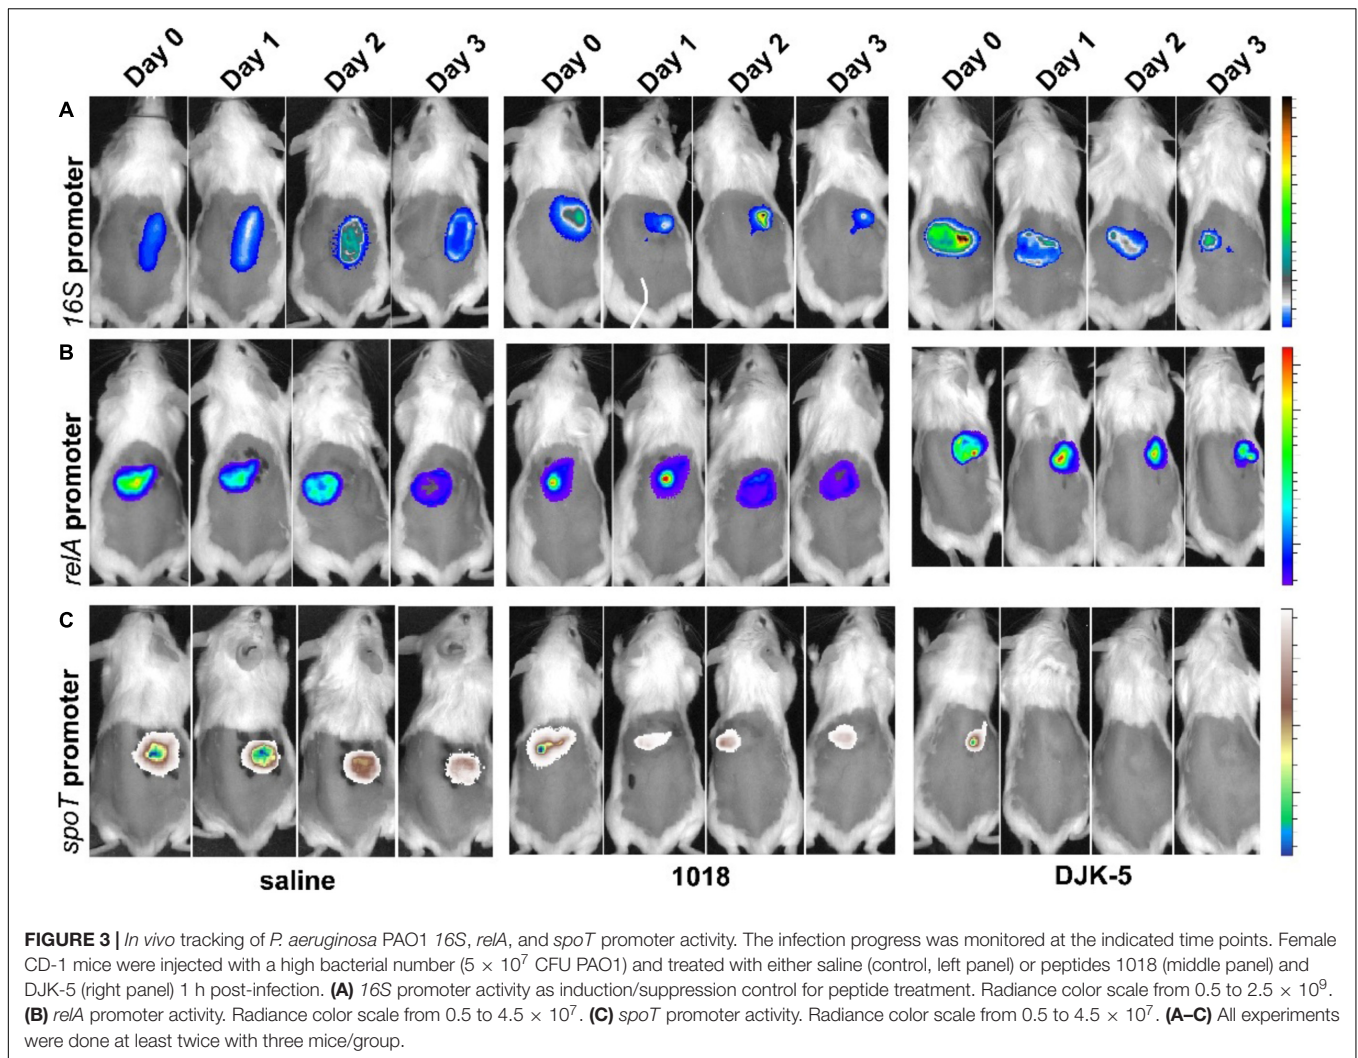 Day 0 Day 1 Day 2 Day 3 Day 0 Day 1 Day 2 Day 3 Day 0 Day 1 Day 2 Day 3
A
16S promoter
B
relA promoter
C
spoT promoter
saline 1018 DJK-5
FIGURE 3 | In vivo tracking of P. aeruginosa PAO1 16S, relA, and spoT promoter activity. The infection progress was monitored at the indicated time points. Female
CD-1 mice were injected with a high bacterial number (5 × 10⁷ CFU PAO1) and treated with either saline (control, left panel) or peptides 1018 (middle panel) and
DJK-5 (right panel) 1 h post-infection. (A) 16S promoter activity as induction/suppression control for peptide treatment. Radiance color scale from 0.5 to 2.5 × 10⁹.
(B) relA promoter activity. Radiance color scale from 0.5 to 4.5 × 10⁷. (C) spoT promoter activity. Radiance color scale from 0.5 to 4.5 × 10⁷. (A–C) All experiments
were done at least twice with three mice/group.